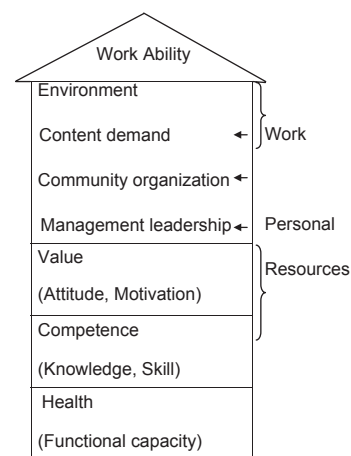 Work Ability
Environment
Content demand
Work
Community organization
Management leadership
Personal
Value
Resources
(Attitude, Motivation)
Competence
(Knowledge, Skill)
Health
(Functional capacity)